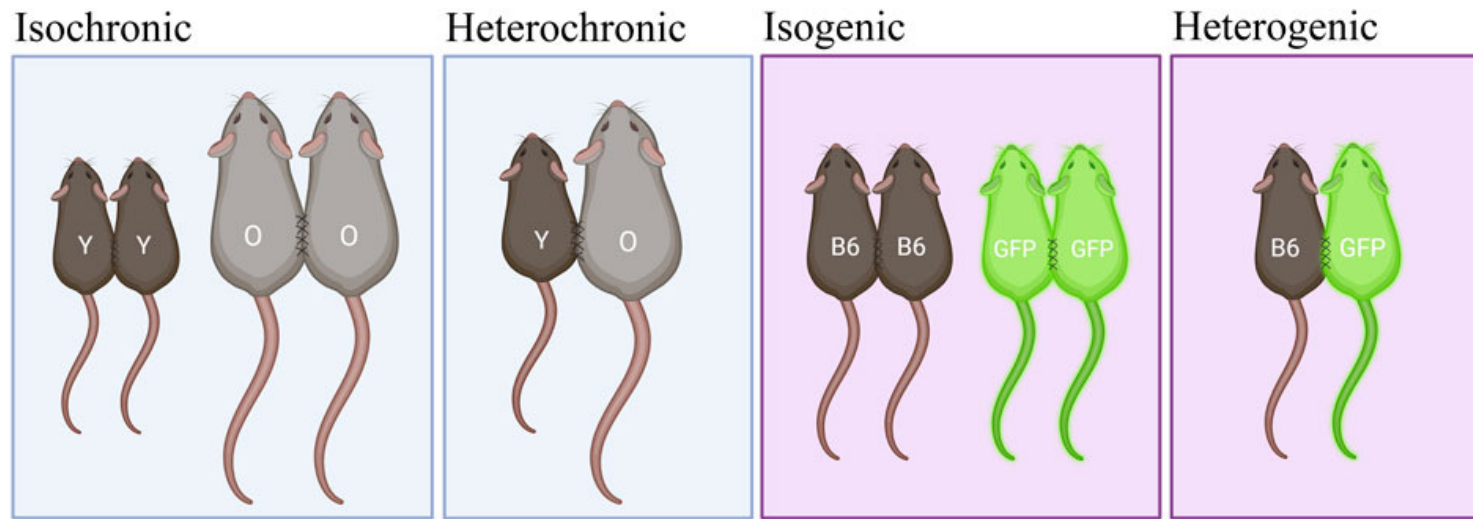 Isochronic
Heterochronic
Isogenic
Heterogenic
Y Y O O
Y O
B6 B6 GFP GFP
B6 GFP